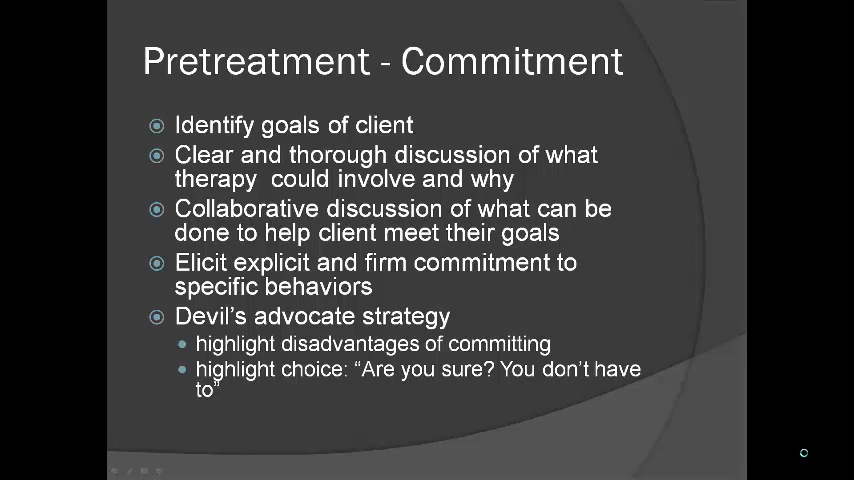 Pretreatment - Commitment
Identify goals of client
Clear and thorough discussion of what
therapy  could involve and why
Collaborative discussion of what can be
done to help client meet their goals
Elicit explicit and firm commitment to
specific behaviors
Devil’s advocate strategy
highlight disadvantages of committing
highlight choice: “Are you sure? You don’t have
to”